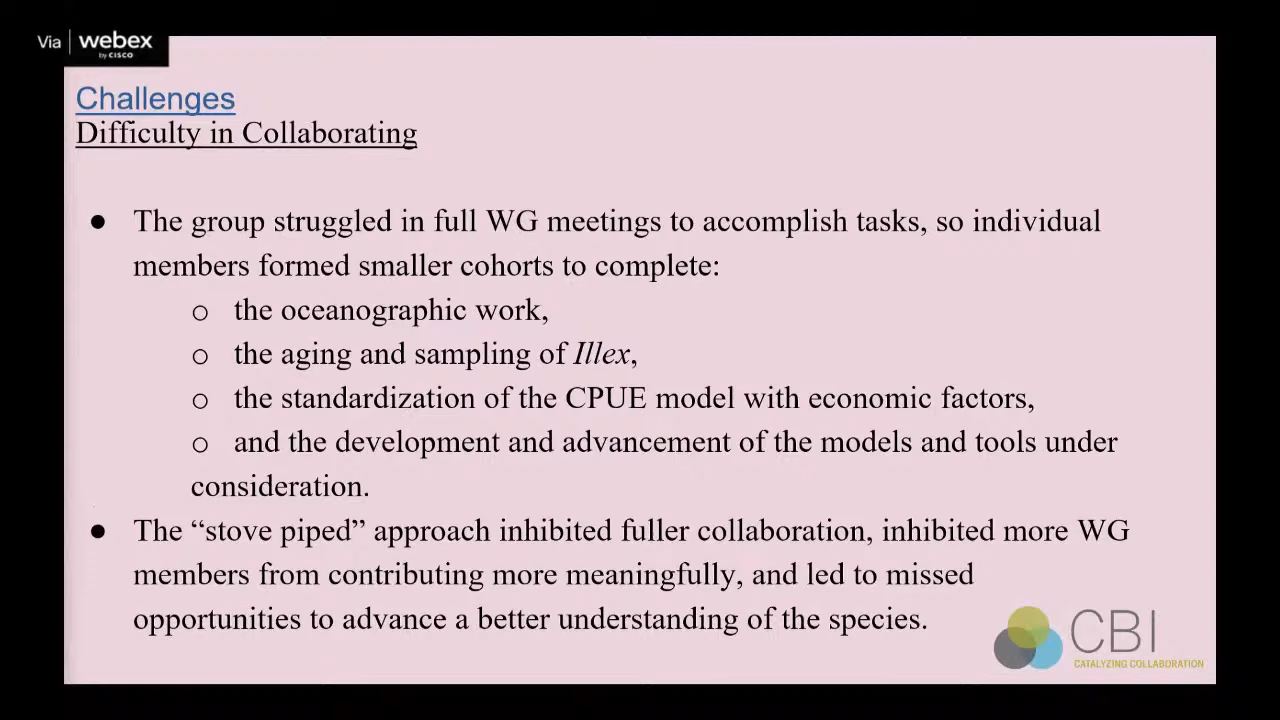 Via webex
by CISCO
Challenges
Difficulty in Collaborating
● The group struggled in full WG meetings to accomplish tasks, so individual
members formed smaller cohorts to complete:
o the oceanographic work,
o the aging and sampling of Illex,
o the standardization of the CPUE model with economic factors,
o and the development and advancement of the models and tools under
consideration.
● The “stove piped” approach inhibited fuller collaboration, inhibited more WG
members from contributing more meaningfully, and led to missed
opportunities to advance a better understanding of the species.
CBI
CATALYZING COLLABORATION